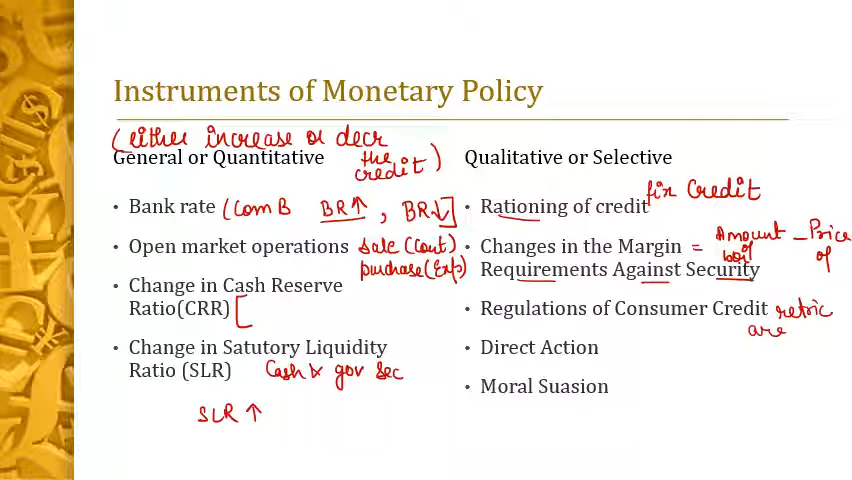 Instruments of Monetary Policy
(either increase or decr
the
credit)
General or Quantitative
• Bank rate (Com B BR↑, BR↓]
• Open market operations sale (Cont)
purchase (Exp)
• Change in Cash Reserve
Ratio(CRR) [
• Change in Satutory Liquidity
Ratio (SLR) Cash & gov sec
SLR ↑
Qualitative or Selective
• Rationing of credit fix Credit
• Changes in the Margin = Amount - Price
of
Requirements Against Security
• Regulations of Consumer Credit
are
• Direct Action
• Moral Suasion